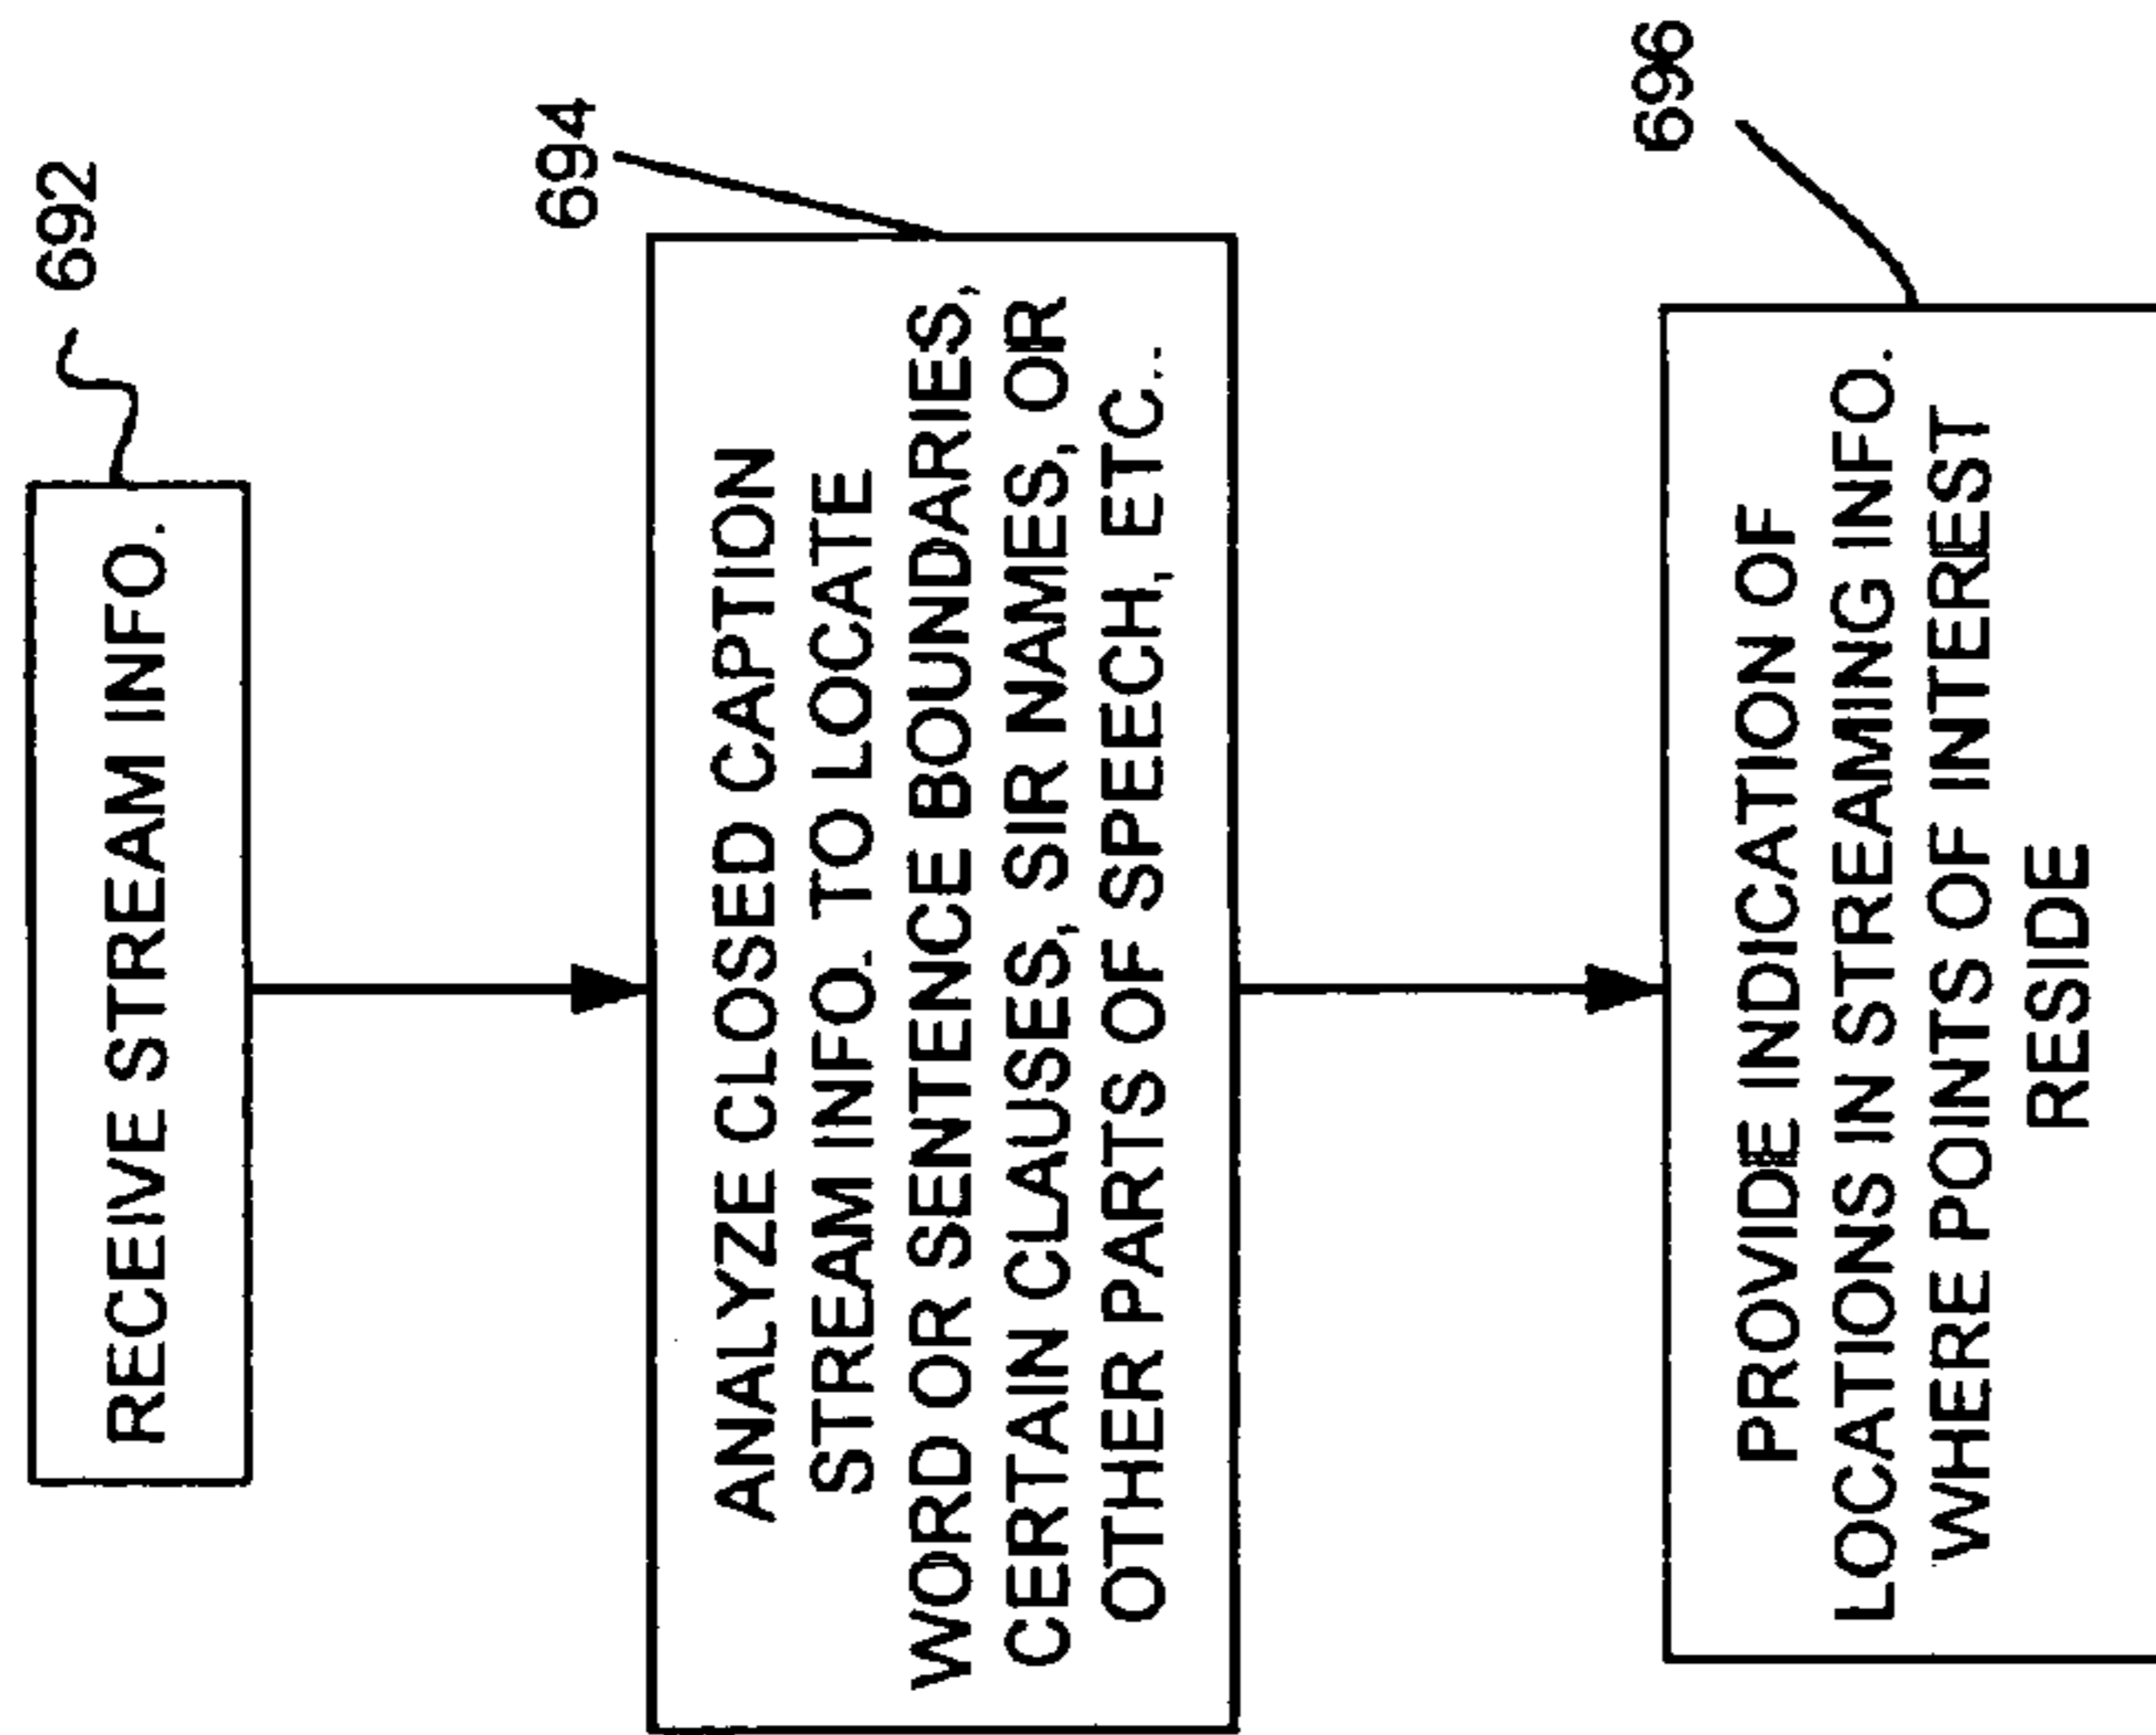 692
RECEIVE STREAM INFO.
694
ANALYZE CLOSED CAPTION
STREAM INFO. TO LOCATE
WORD OR SENTENCE BOUNDARIES,
CERTAIN CLAUSES, SIR NAMES, OR
OTHER PARTS OF SPEECH, ETC..
696
PROVIDE INDICATION OF
LOCATIONS IN STREAMING INFO.
WHERE POINTS OF INTEREST
RESIDE